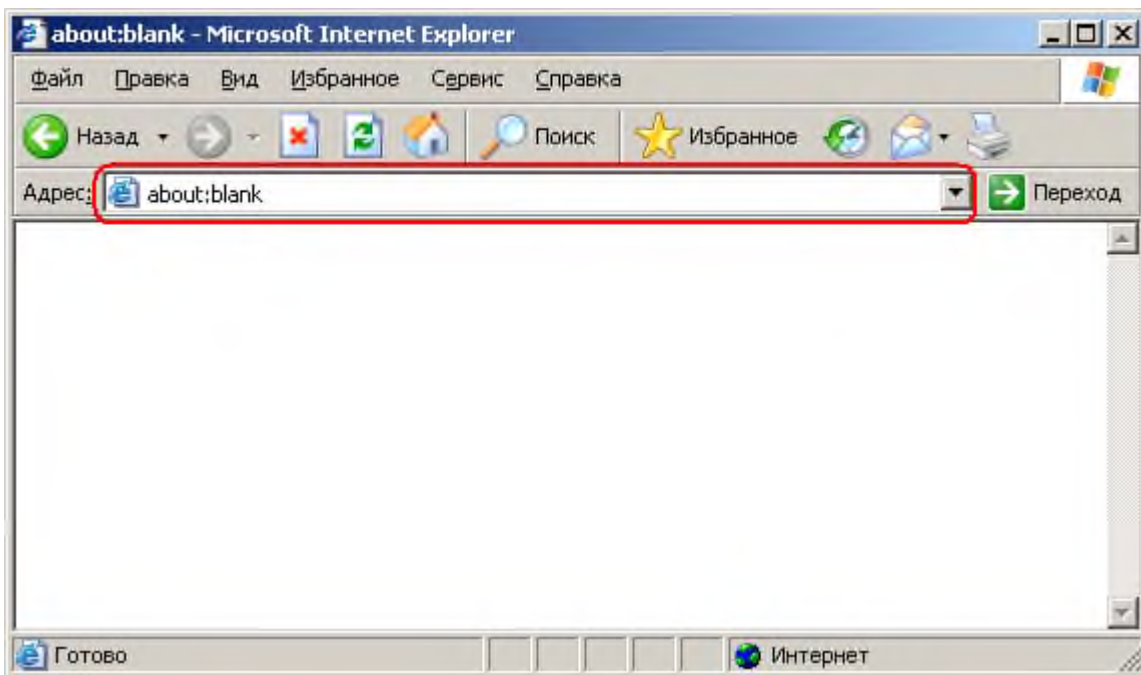 about:blank - Microsoft Internet Explorer
Файл Правка Вид Избранное Сервис Справка
Назад Поиск Избранное
Адрес: about:blank Переход
Готово Интернет